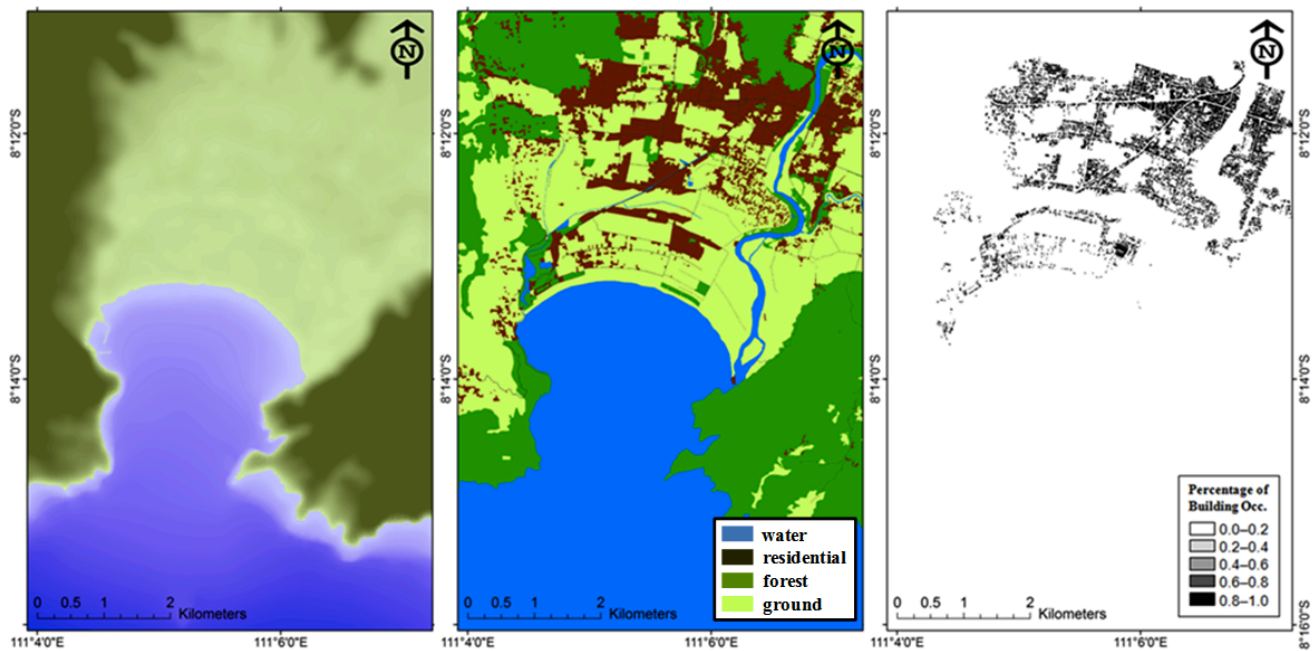 N
N
N
8°12'0"S
8°12'0"S
8°12'0"S
8°14'0"S
8°14'0"S
8°14'0"S
8°16'0"S
water
residential
forest
ground
Percentage of
Building Occ.
0.0–0.2
0.2–0.4
0.4–0.6
0.6–0.8
0.8–1.0
0 0.5 1 2 Kilometers
0 0.5 1 2 Kilometers
0 0.5 1 2 Kilometers
111°4'0"E 111°6'0"E 111°4'0"E 111°6'0"E 111°4'0"E 111°6'0"E